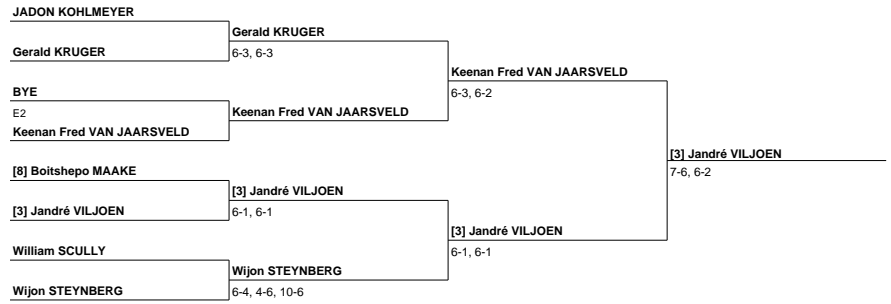 JADON KOHLMEYER
Gerald KRUGER
Gerald KRUGER
6-3, 6-3
BYE
E2
Keenan Fred VAN JAARSVELD
Keenan Fred VAN JAARSVELD
Keenan Fred VAN JAARSVELD
6-3, 6-2
[8] Boitshepo MAAKE
[3] Jandré VILJOEN
[3] Jandré VILJOEN
6-1, 6-1
William SCULLY
Wijon STEYNBERG
Wijon STEYNBERG
6-4, 4-6, 10-6
[3] Jandré VILJOEN
6-1, 6-1
[3] Jandré VILJOEN
7-6, 6-2